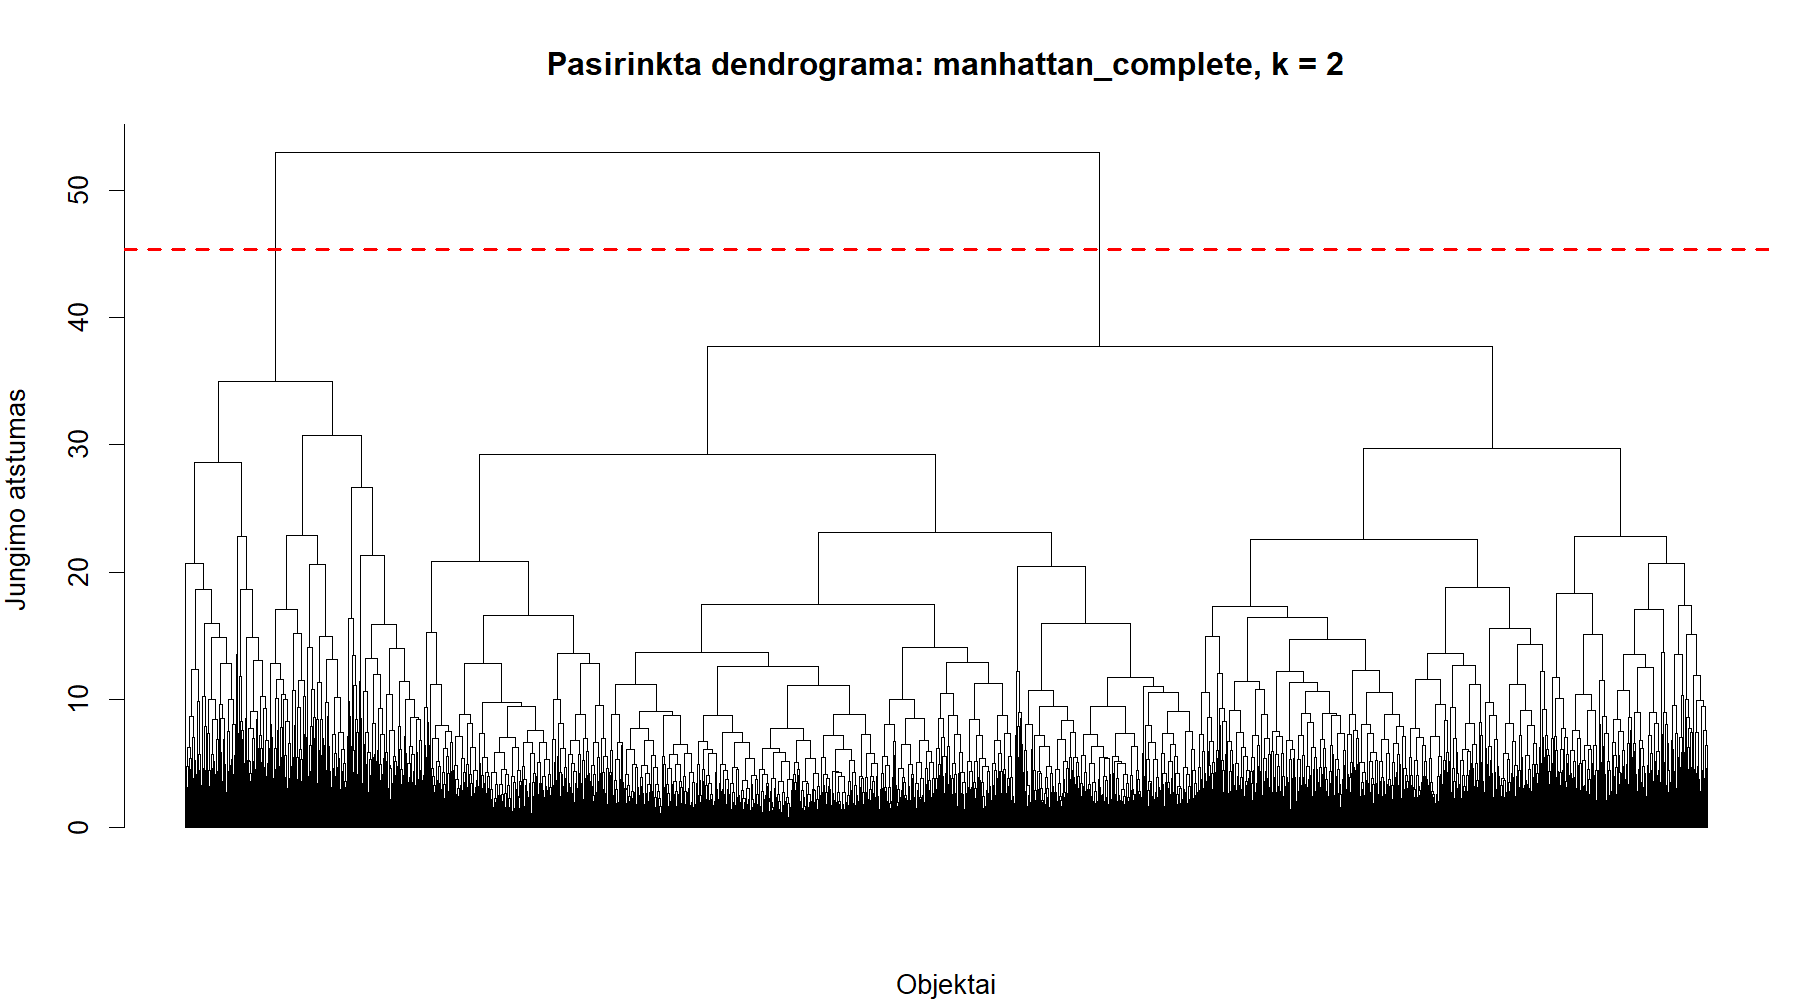 Pasirinkta dendrograma: manhattan_complete, k = 2
Jungimo atstumas
50
40
30
20
10
0
Objektai